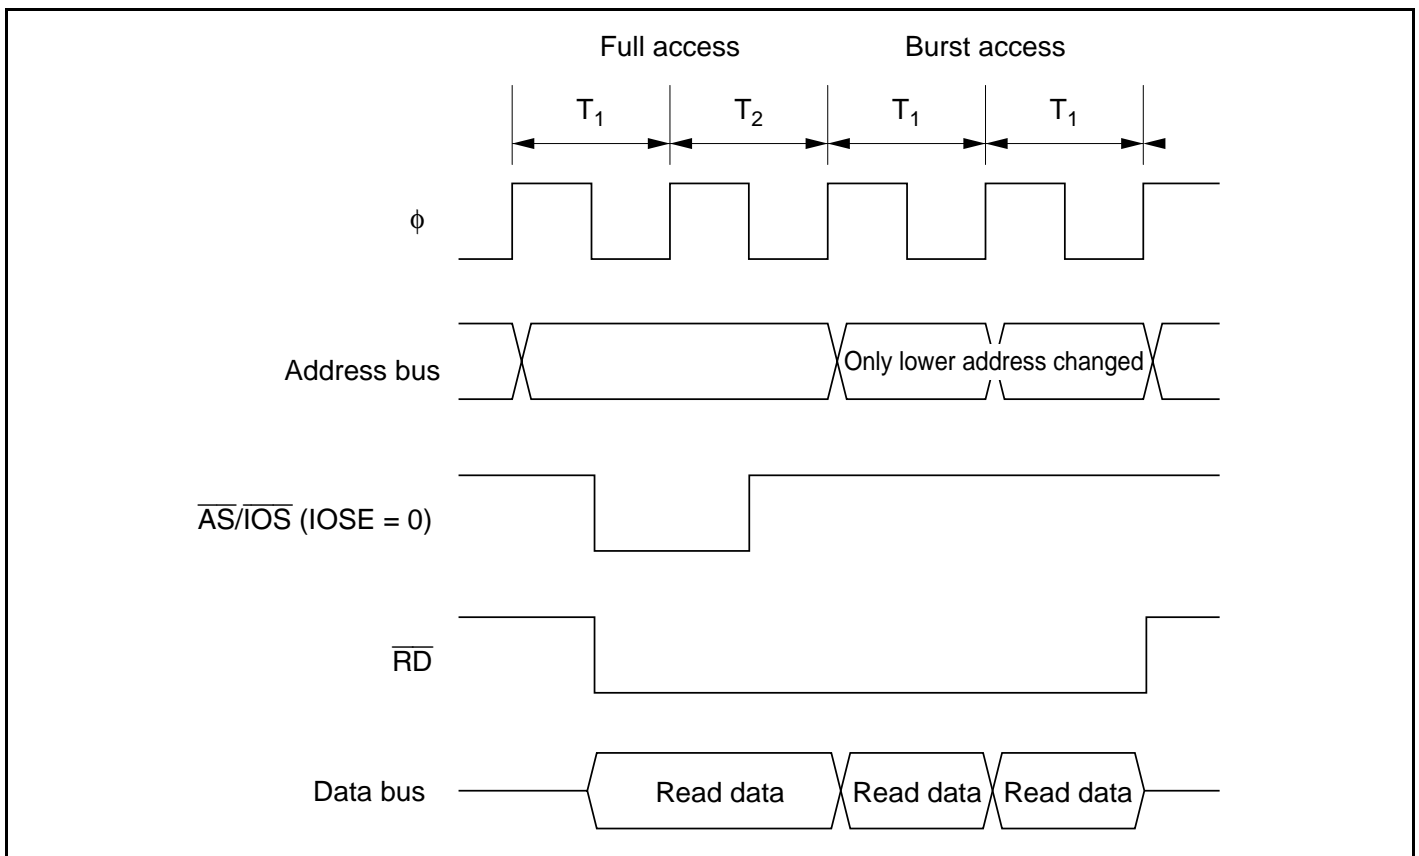 Full access Burst access
T1 T2 T1 T1
ϕ
Address bus
Only lower address changed
AS/IOS (IOSE = 0)
RD
Data bus
Read data Read data Read data